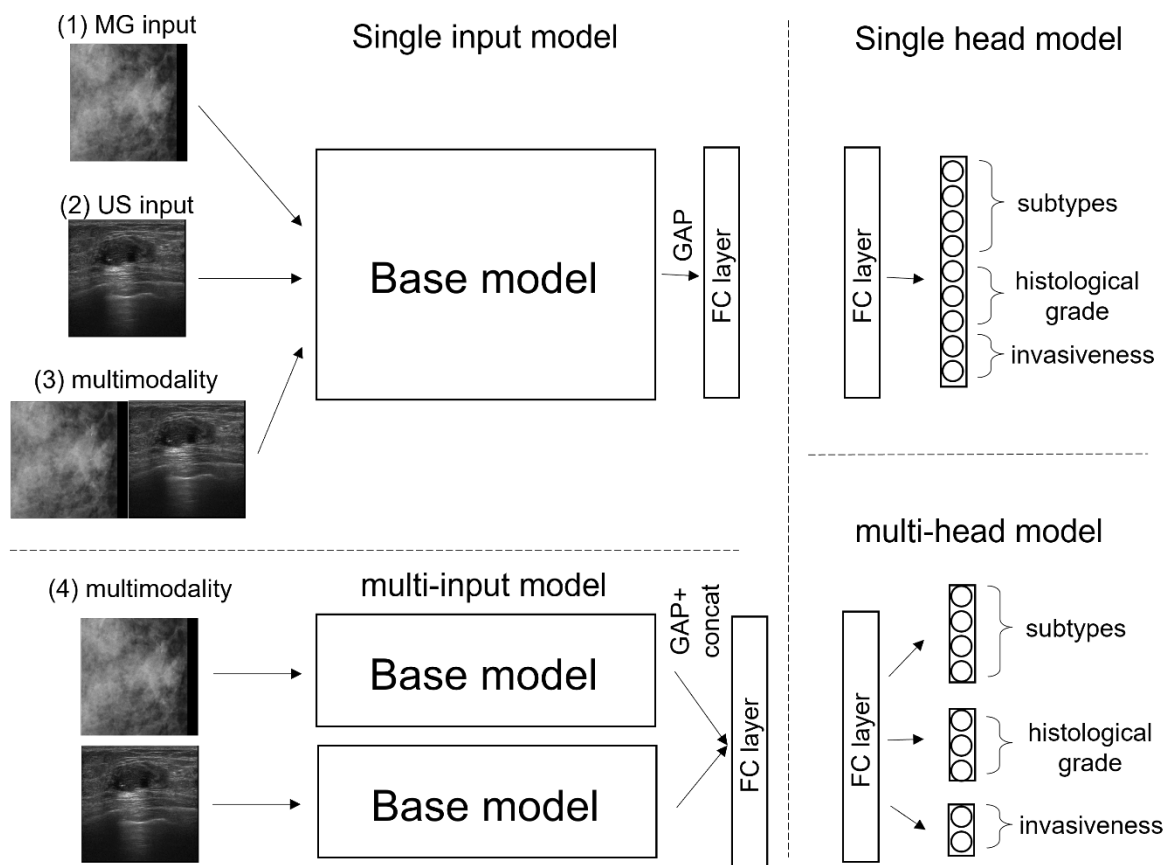 (1) MG input
Single input model
(2) US input
Base model
GAP
FC layer
(3) multimodality
Single head model
FC layer
subtypes
histological
grade
invasiveness
(4) multimodality
multi-input model
Base model
Base model
GAP+
concat
FC layer
multi-head model
FC layer
subtypes
histological
grade
invasiveness